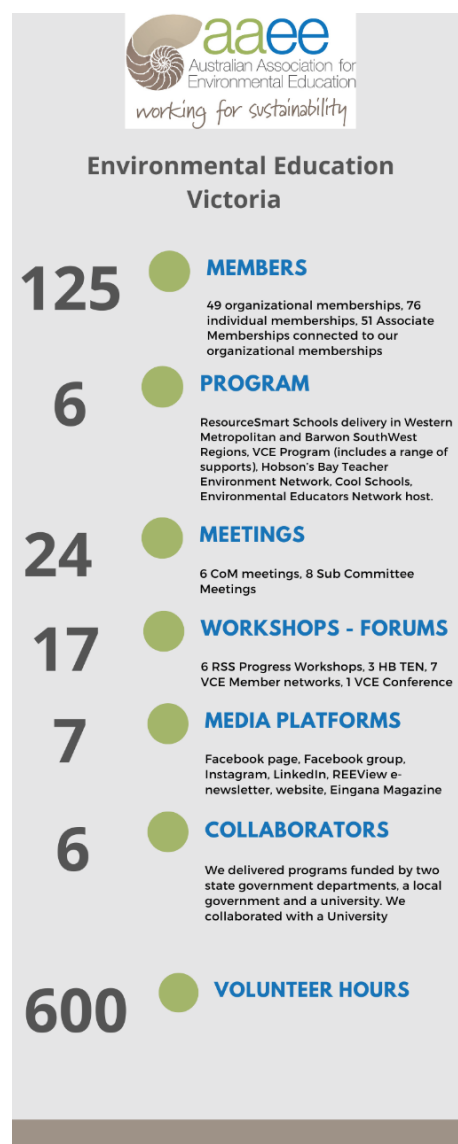 aaee
Australian Association for
Environmental Education
working for sustainability
Environmental Education
Victoria
125
MEMBERS
49 organizational memberships, 76
individual memberships, 51 Associate
Memberships connected to our
organizational memberships
6
PROGRAM
ResourceSmart Schools delivery in Western
Metropolitan and Barwon SouthWest
Regions, VCE Program (includes a range of
supports), Hobson's Bay Teacher
Environment Network, Cool Schools,
Environmental Educators Network host.
24
MEETINGS
6 CoM meetings, 8 Sub Committee
Meetings
17
WORKSHOPS - FORUMS
6 RSS Progress Workshops, 3 HB TEN, 7
VCE Member networks, 1 VCE Conference
7
MEDIA PLATFORMS
Facebook page, Facebook group,
Instagram, LinkedIn, REEView e-
newsletter, website, Eingana Magazine
6
COLLABORATORS
We delivered programs funded by two
state government departments, a local
government and a university. We
collaborated with a University
600
VOLUNTEER HOURS